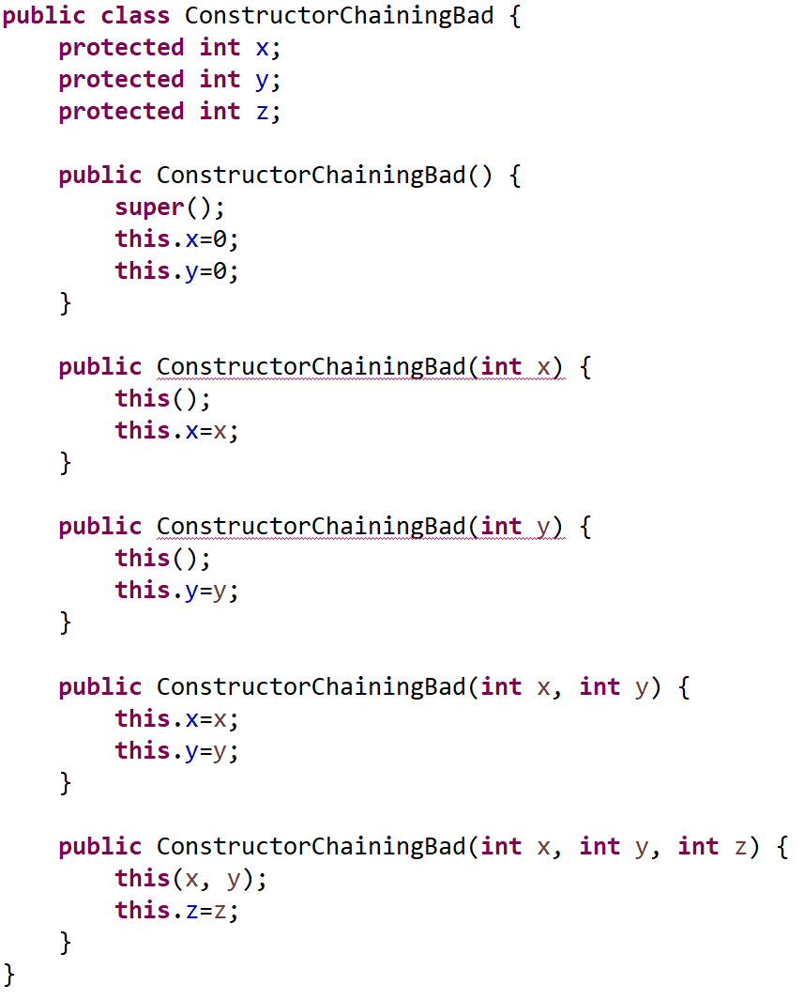 public class ConstructorChainingBad {
    protected int x;
    protected int y;
    protected int z;

    public ConstructorChainingBad() {
        super();
        this.x=0;
        this.y=0;
    }

    public ConstructorChainingBad(int x) {
        this();
        this.x=x;
    }

    public ConstructorChainingBad(int y) {
        this();
        this.y=y;
    }

    public ConstructorChainingBad(int x, int y) {
        this.x=x;
        this.y=y;
    }

    public ConstructorChainingBad(int x, int y, int z) {
        this(x, y);
        this.z=z;
    }
}